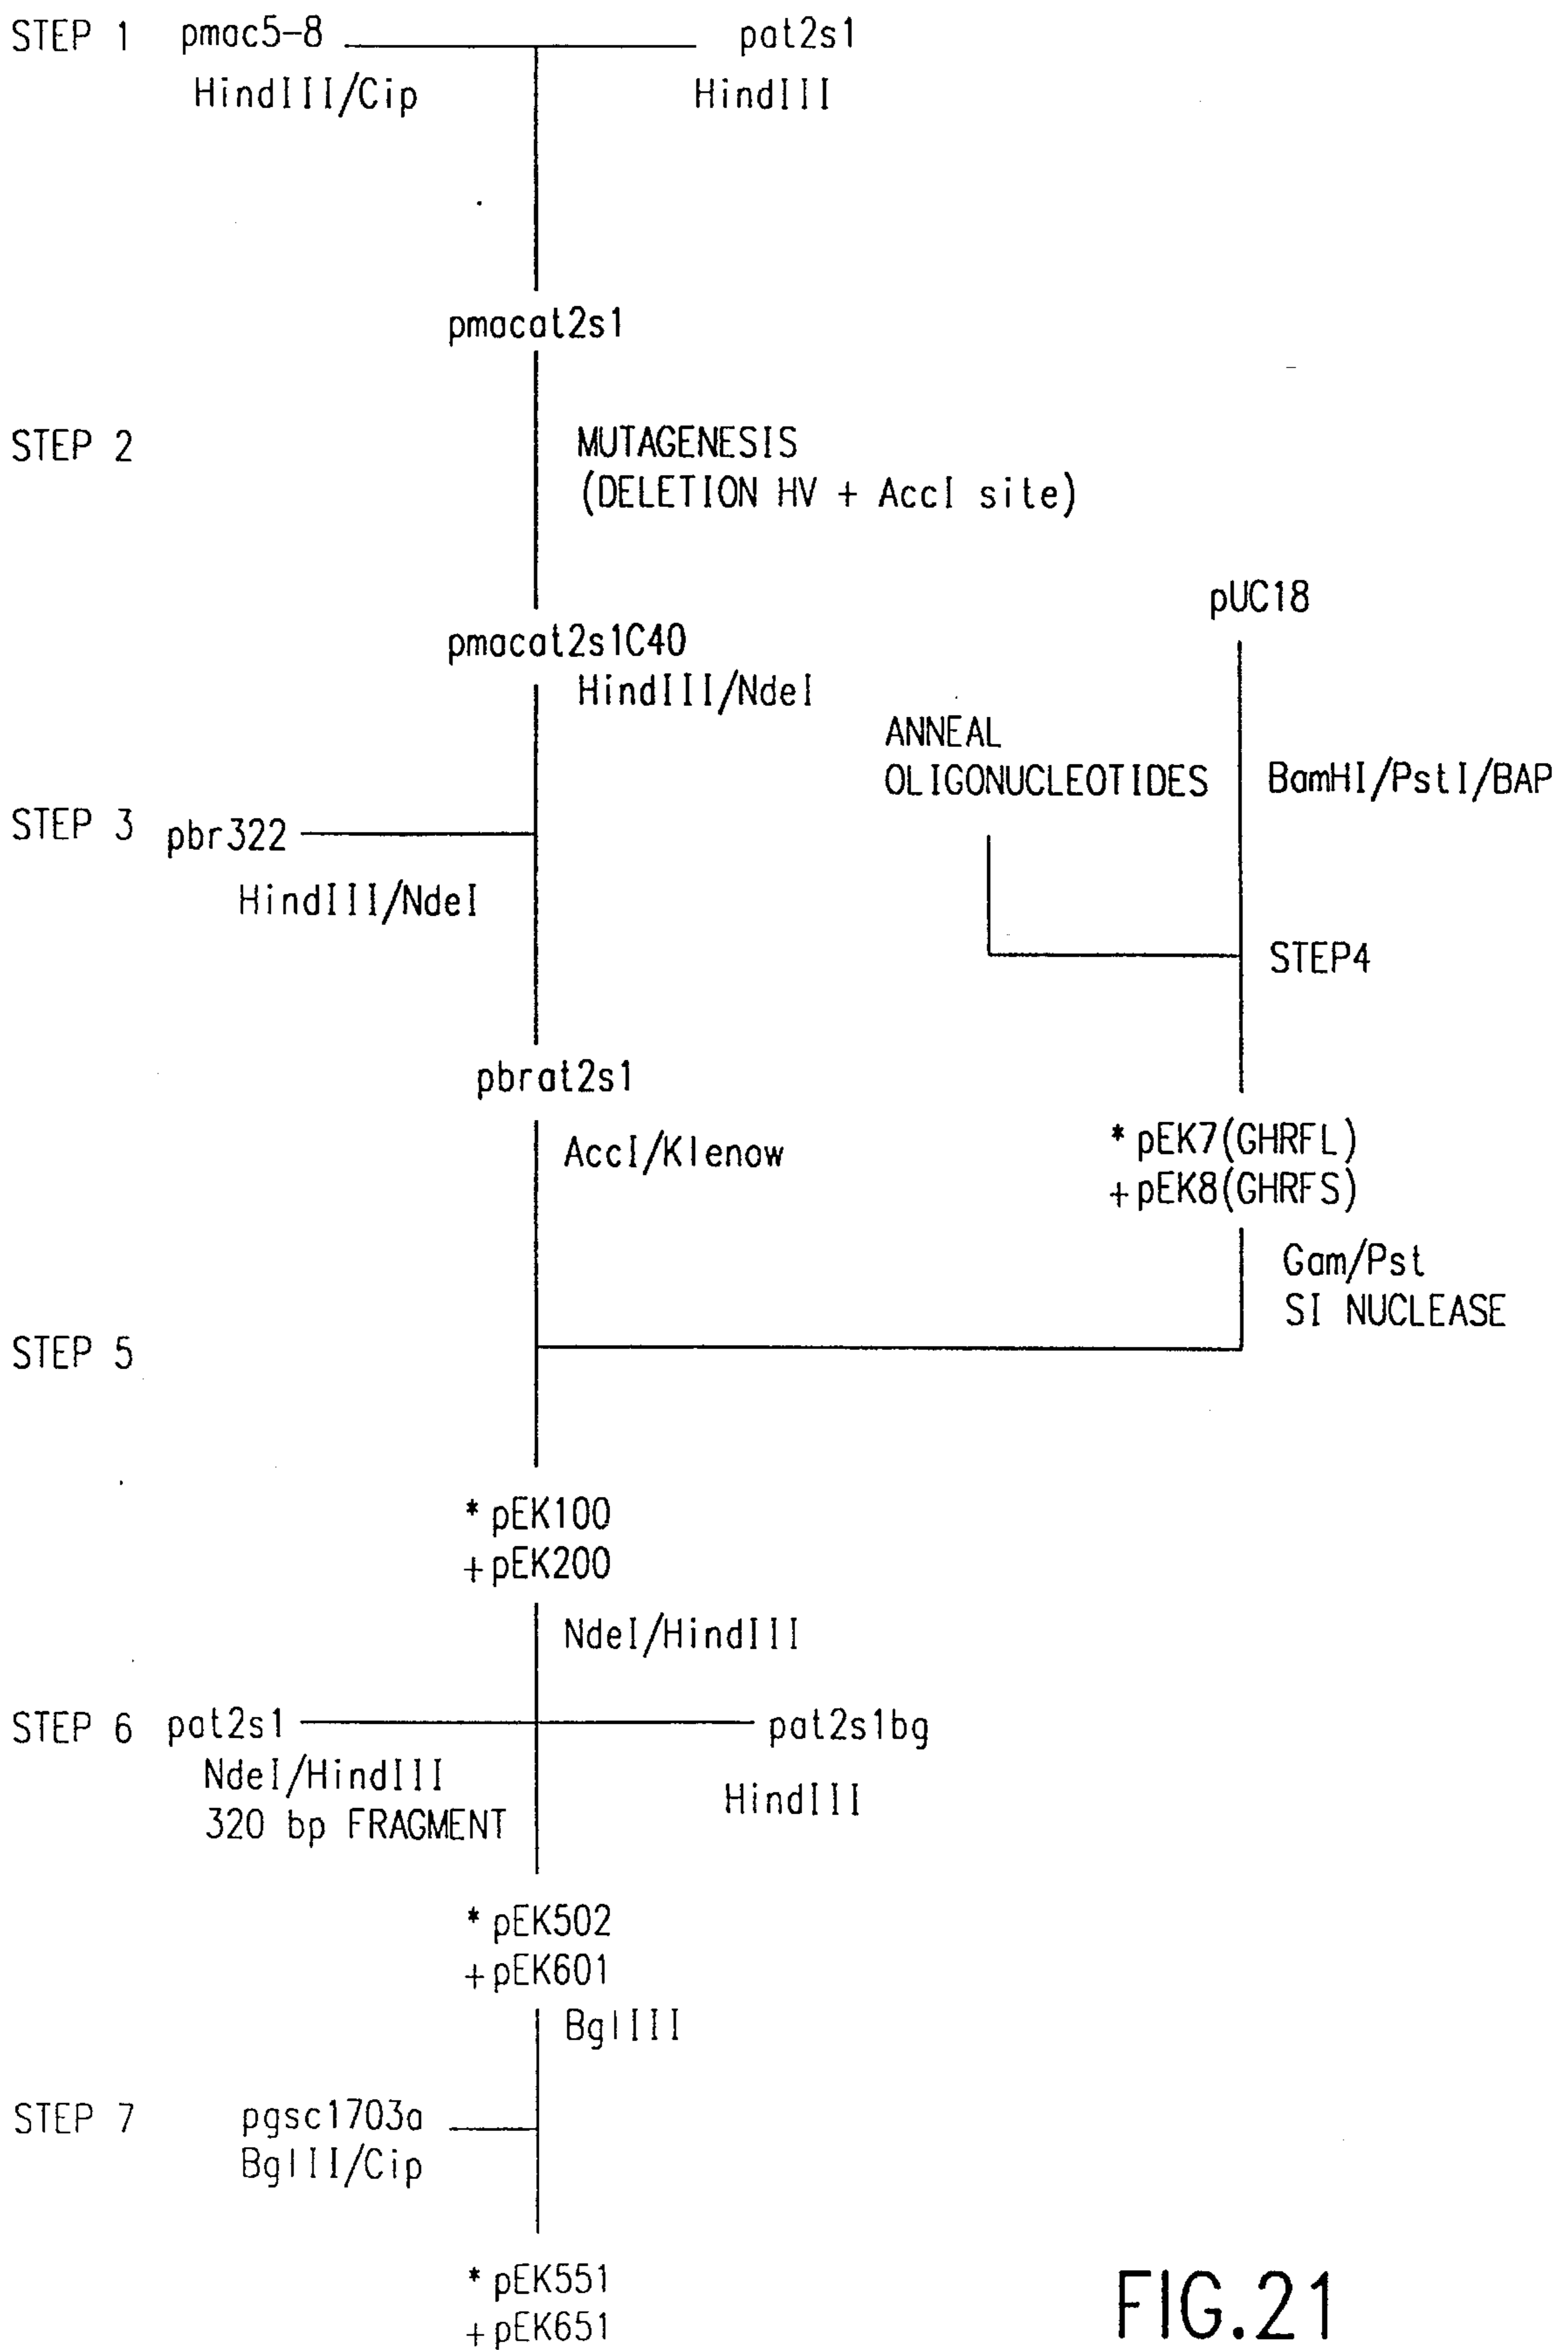 STEP 1 pmac5-8 pat2s1
HindIII/Cip HindIII
pmacat2s1
STEP 2 MUTAGENESIS
(DELETION HV + AccI site)
pUC18
pmacat2s1C40
HindIII/NdeI
ANNEAL
OLIGONUCLEOTIDES BamHI/PstI/BAP
STEP 3 pbr322
HindIII/NdeI
STEP4
pbrat2s1
AccI/Klenow
* pEK7(GHRFL)
+ pEK8(GHRFS)
Gam/Pst
SI NUCLEASE
STEP 5
* pEK100
+ pEK200
NdeI/HindIII
STEP 6 pat2s1 pat2s1bg
NdeI/HindIII HindIII
320 bp FRAGMENT
* pEK502
+ pEK601
BglIII
STEP 7 pgsc1703a
BglII/Cip
* pEK551
+ pEK651
FIG.21